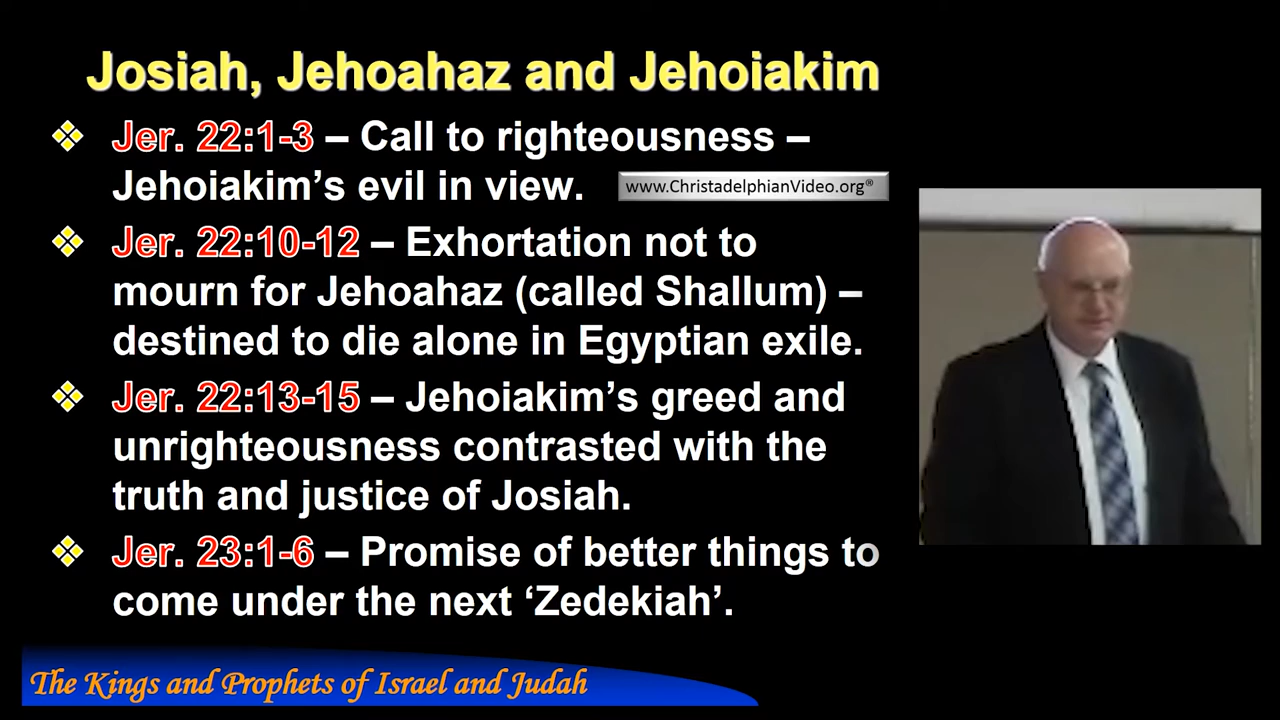 Josiah, Jehoahaz and Jehoiakim
Jer. 22:1-3 – Call to righteousness –
Jehoiakim’s evil in view.
www.ChristadelphianVideo.org®
Jer. 22:10-12 – Exhortation not to
mourn for Jehoahaz (called Shallum) –
destined to die alone in Egyptian exile.
Jer. 22:13-15 – Jehoiakim’s greed and
unrighteousness contrasted with the
truth and justice of Josiah.
Jer. 23:1-6 – Promise of better things to
come under the next ‘Zedekiah’.
The Kings and Prophets of Israel and Judah